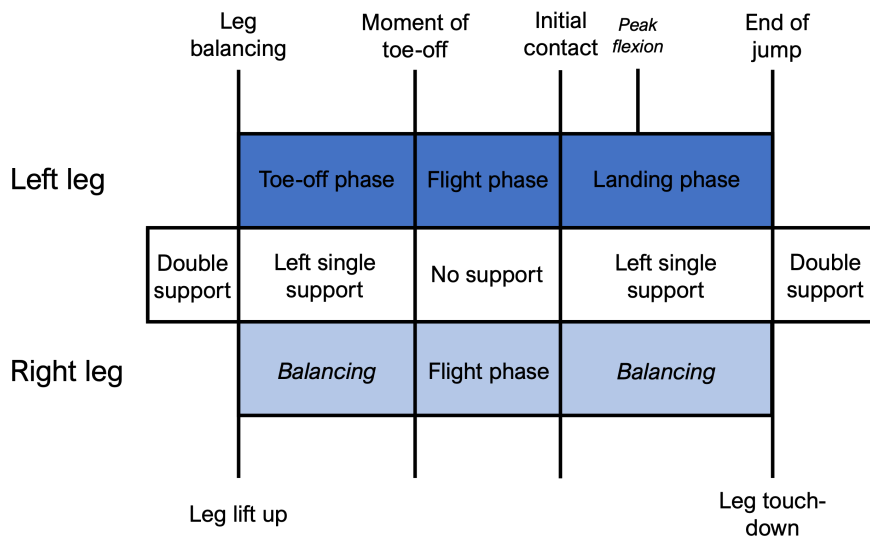 Leg
balancing
Moment of
toe-off
Initial
contact
Peak
flexion
End of
jump
Left leg
Toe-off phase
Flight phase
Landing phase
Double
support
Left single
support
No support
Left single
support
Double
support
Right leg
Balancing
Flight phase
Balancing
Leg lift up
Leg touch-
down